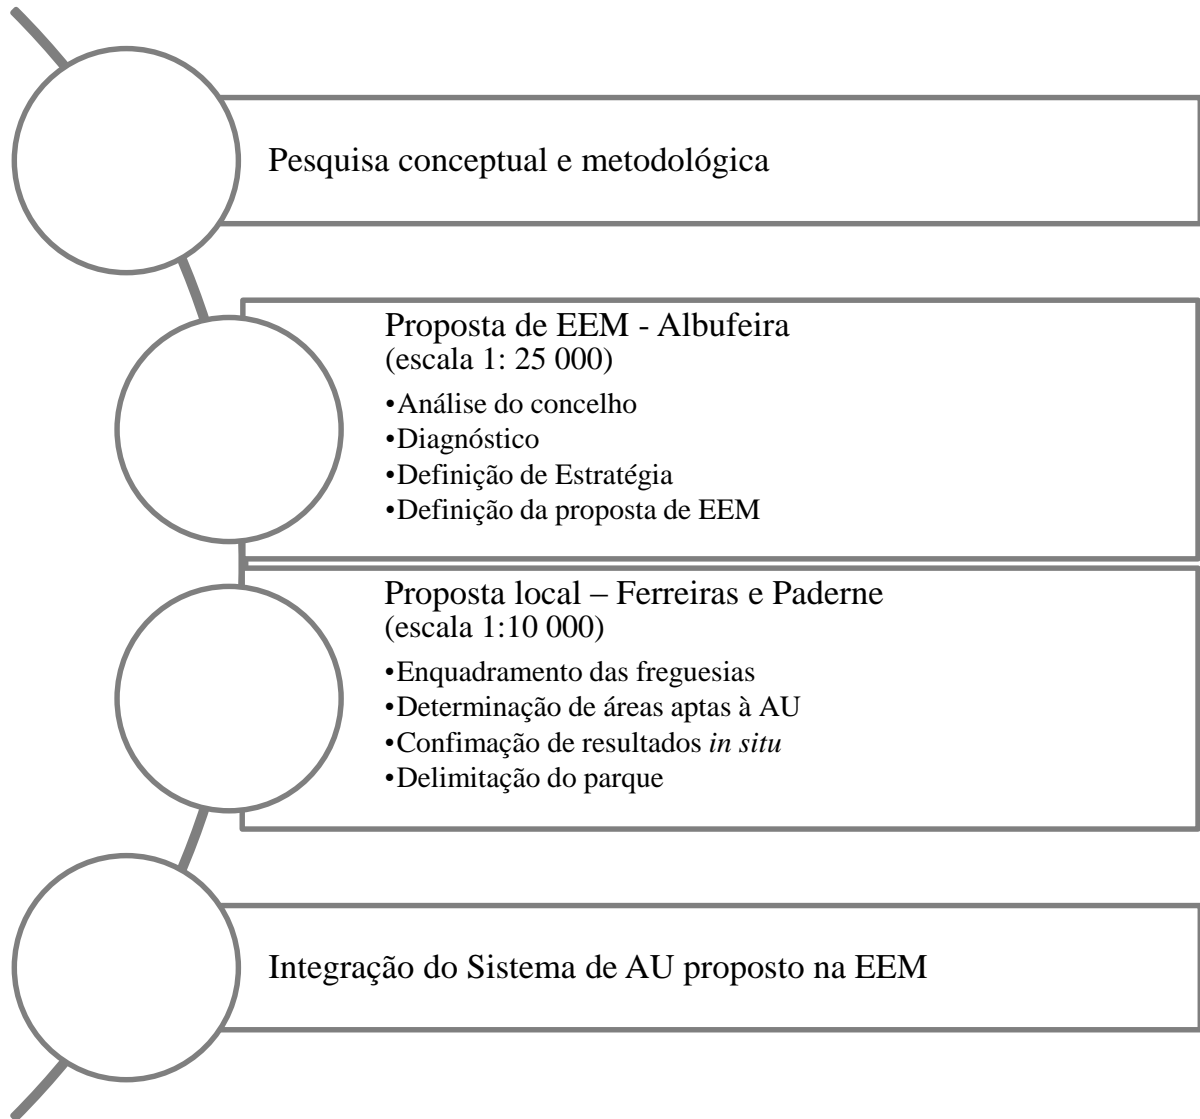 Pesquisa conceptual e metodológica
Proposta de EEM - Albufeira
(escala 1: 25 000)
•Análise do concelho
•Diagnóstico
•Definição de Estratégia
•Definição da proposta de EEM
Proposta local – Ferreiras e Paderne
(escala 1:10 000)
•Enquadramento das freguesias
•Determinação de áreas aptas à AU
•Confimação de resultados in situ
•Delimitação do parque
Integração do Sistema de AU proposto na EEM